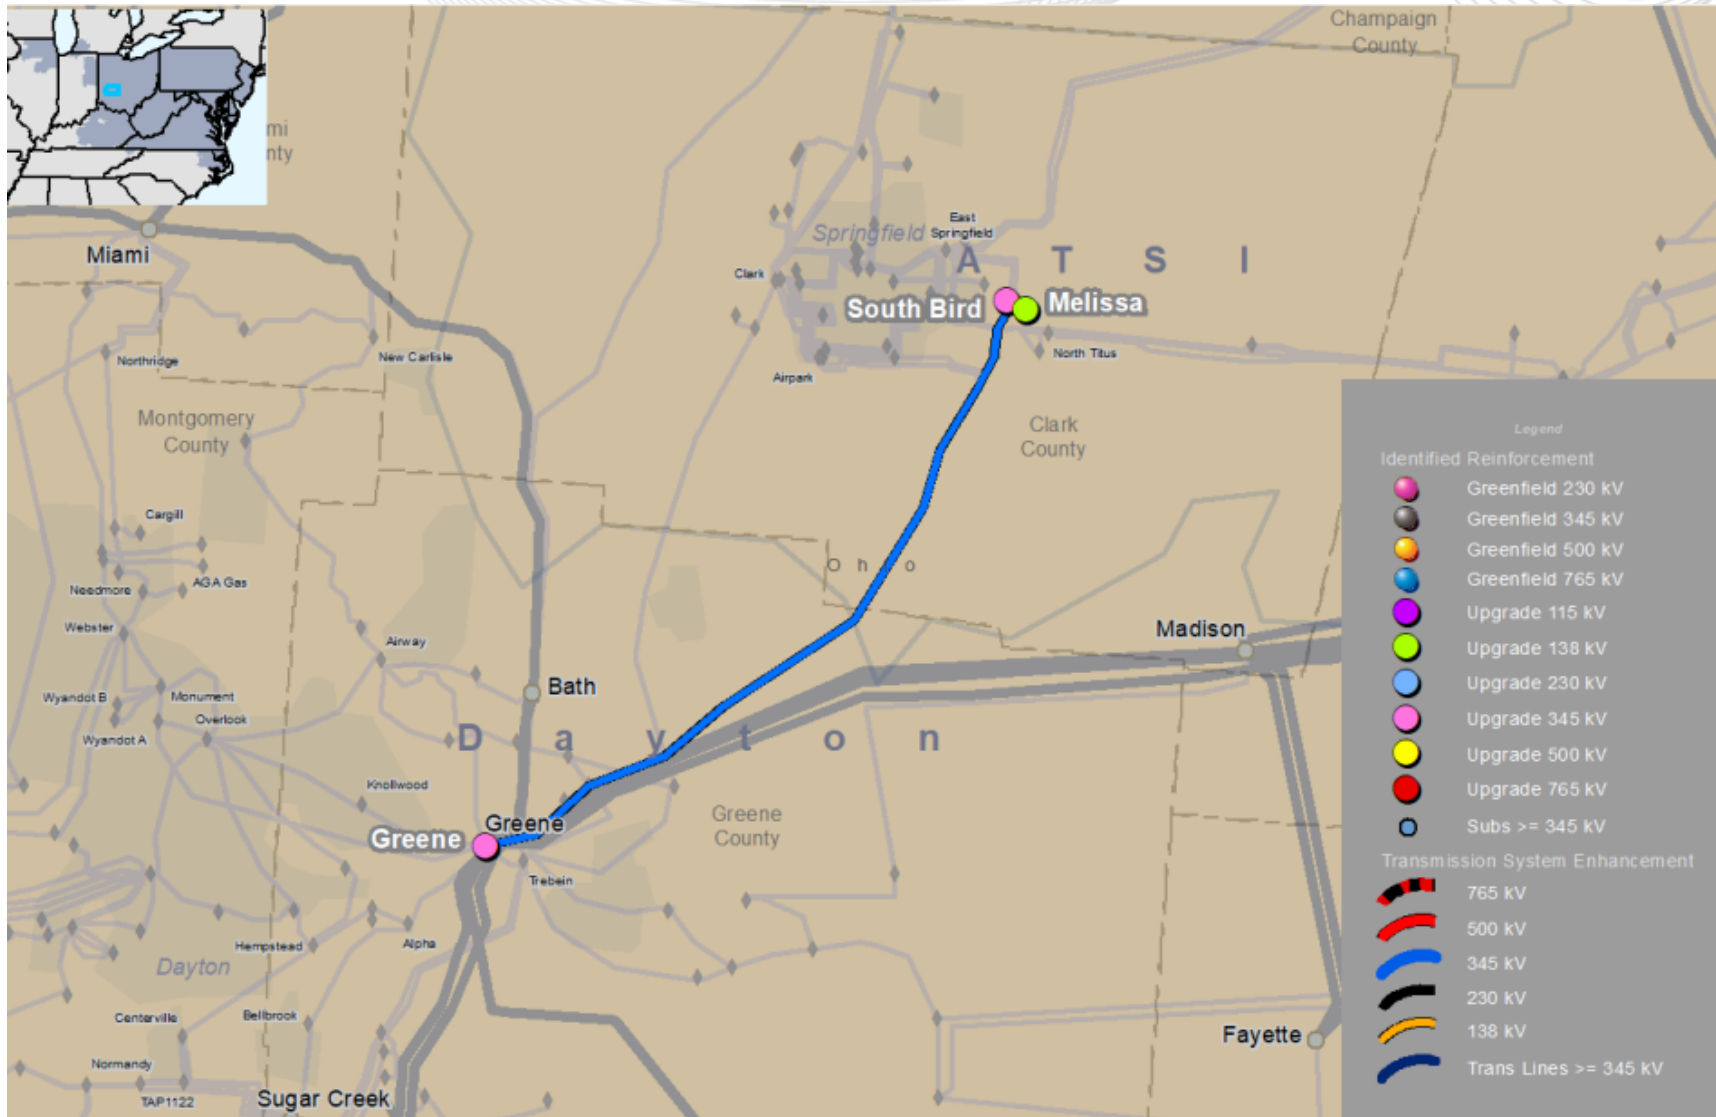 Champaign
County
mi
nty
Miami
Springfield
East
Springfield
A T S I
Clark
South Bird
Melissa
North Titus
New Carlisle
Northridge
Airpark
Montgomery
County
Clark
County
Cargill
Needmore
AGA Gas
Webster
Airway
O h o
Madison
Wyandot B
Monument
Overlook
Wyandot A
Bath
D a y t o n
Knollwood
Greene
Greene
Greene
County
Trebein
Hempstead
Alpha
Dayton
Centerville
Bellbrook
Normandy
TAP1122
Sugar Creek
Fayette
Legend
Identified Reinforcement
Greenfield 230 kV
Greenfield 345 kV
Greenfield 500 kV
Greenfield 765 kV
Upgrade 115 kV
Upgrade 138 kV
Upgrade 230 kV
Upgrade 345 kV
Upgrade 500 kV
Upgrade 765 kV
Subs >= 345 kV
Transmission System Enhancement
765 kV
500 kV
345 kV
230 kV
138 kV
Trans Lines >= 345 kV